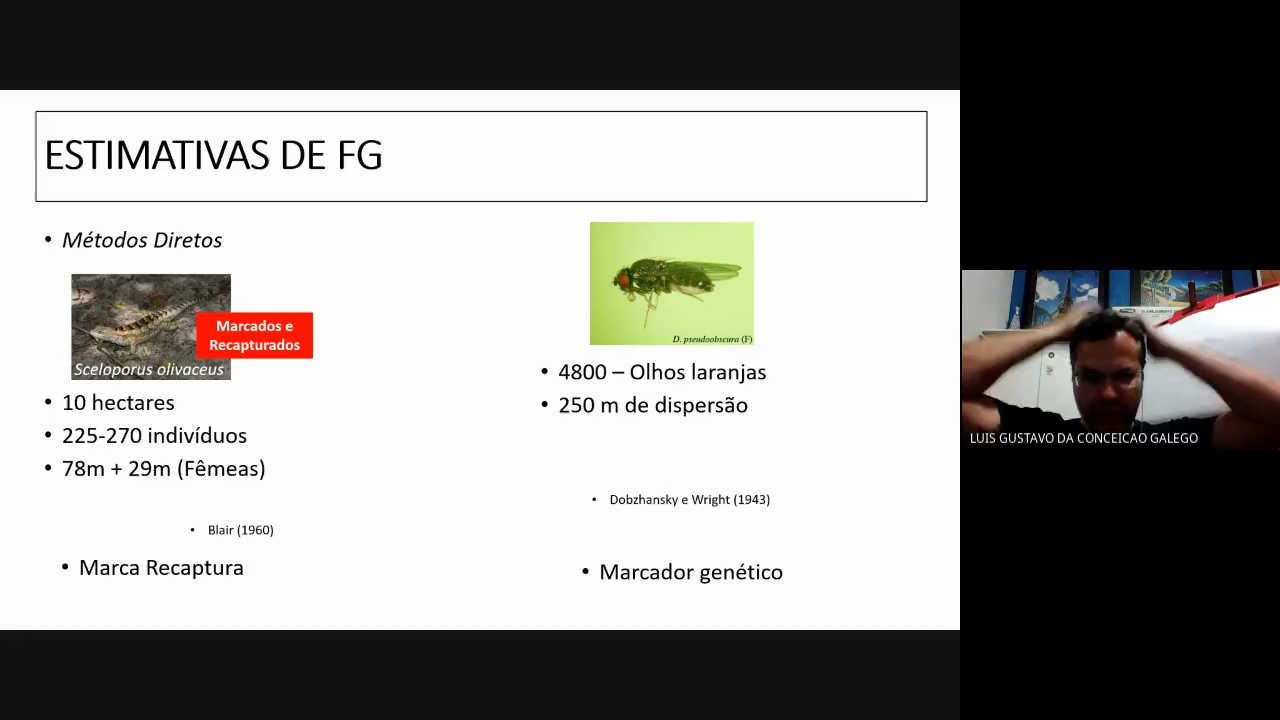 ESTIMATIVAS DE FG
• Métodos Diretos
Marcados e
Recapturados
Sceloporus olivaceus
• 10 hectares
• 225-270 indivíduos
• 78m + 29m (Fêmeas)
• Blair (1960)
• Marca Recaptura
D. pseudoobscura (F)
• 4800 – Olhos laranjas
• 250 m de dispersão
• Dobzhansky e Wright (1943)
• Marcador genético
LUIS GUSTAVO DA CONCEICAO GALEGO